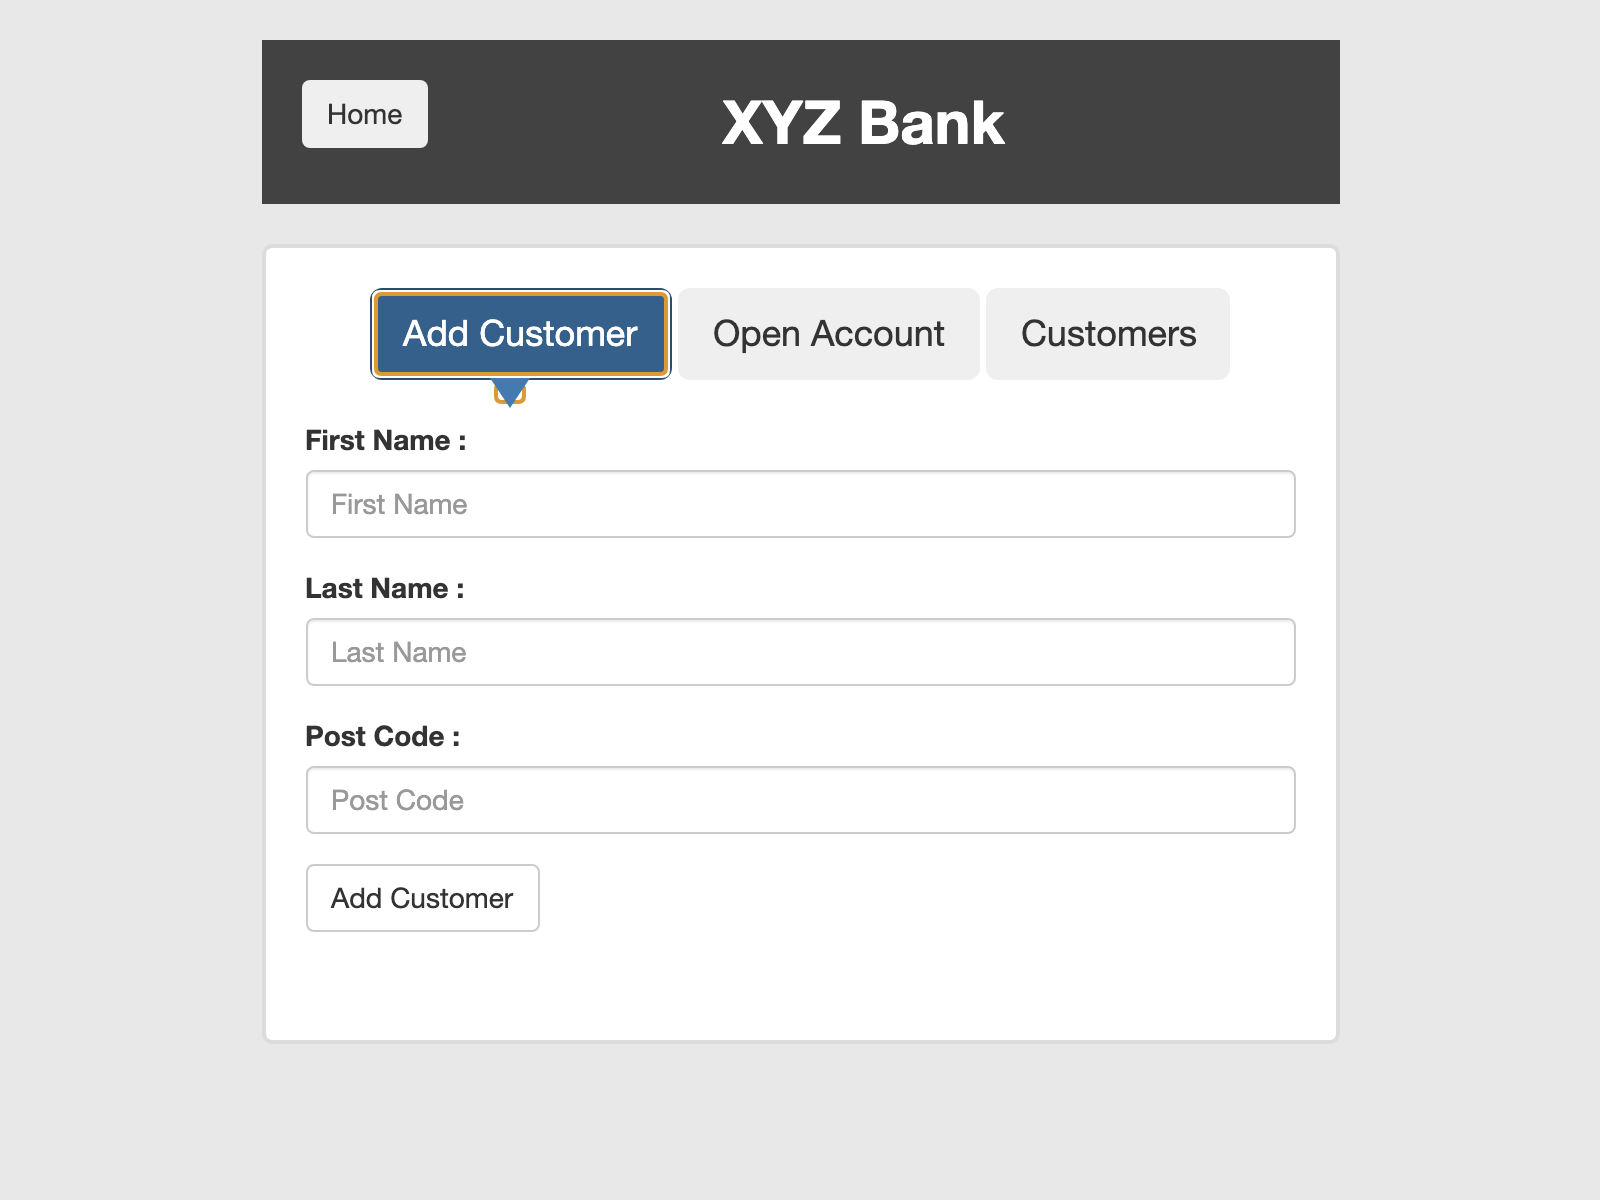 Home
XYZ Bank
Add Customer
Open Account
Customers
First Name :
First Name
Last Name :
Last Name
Post Code :
Post Code
Add Customer